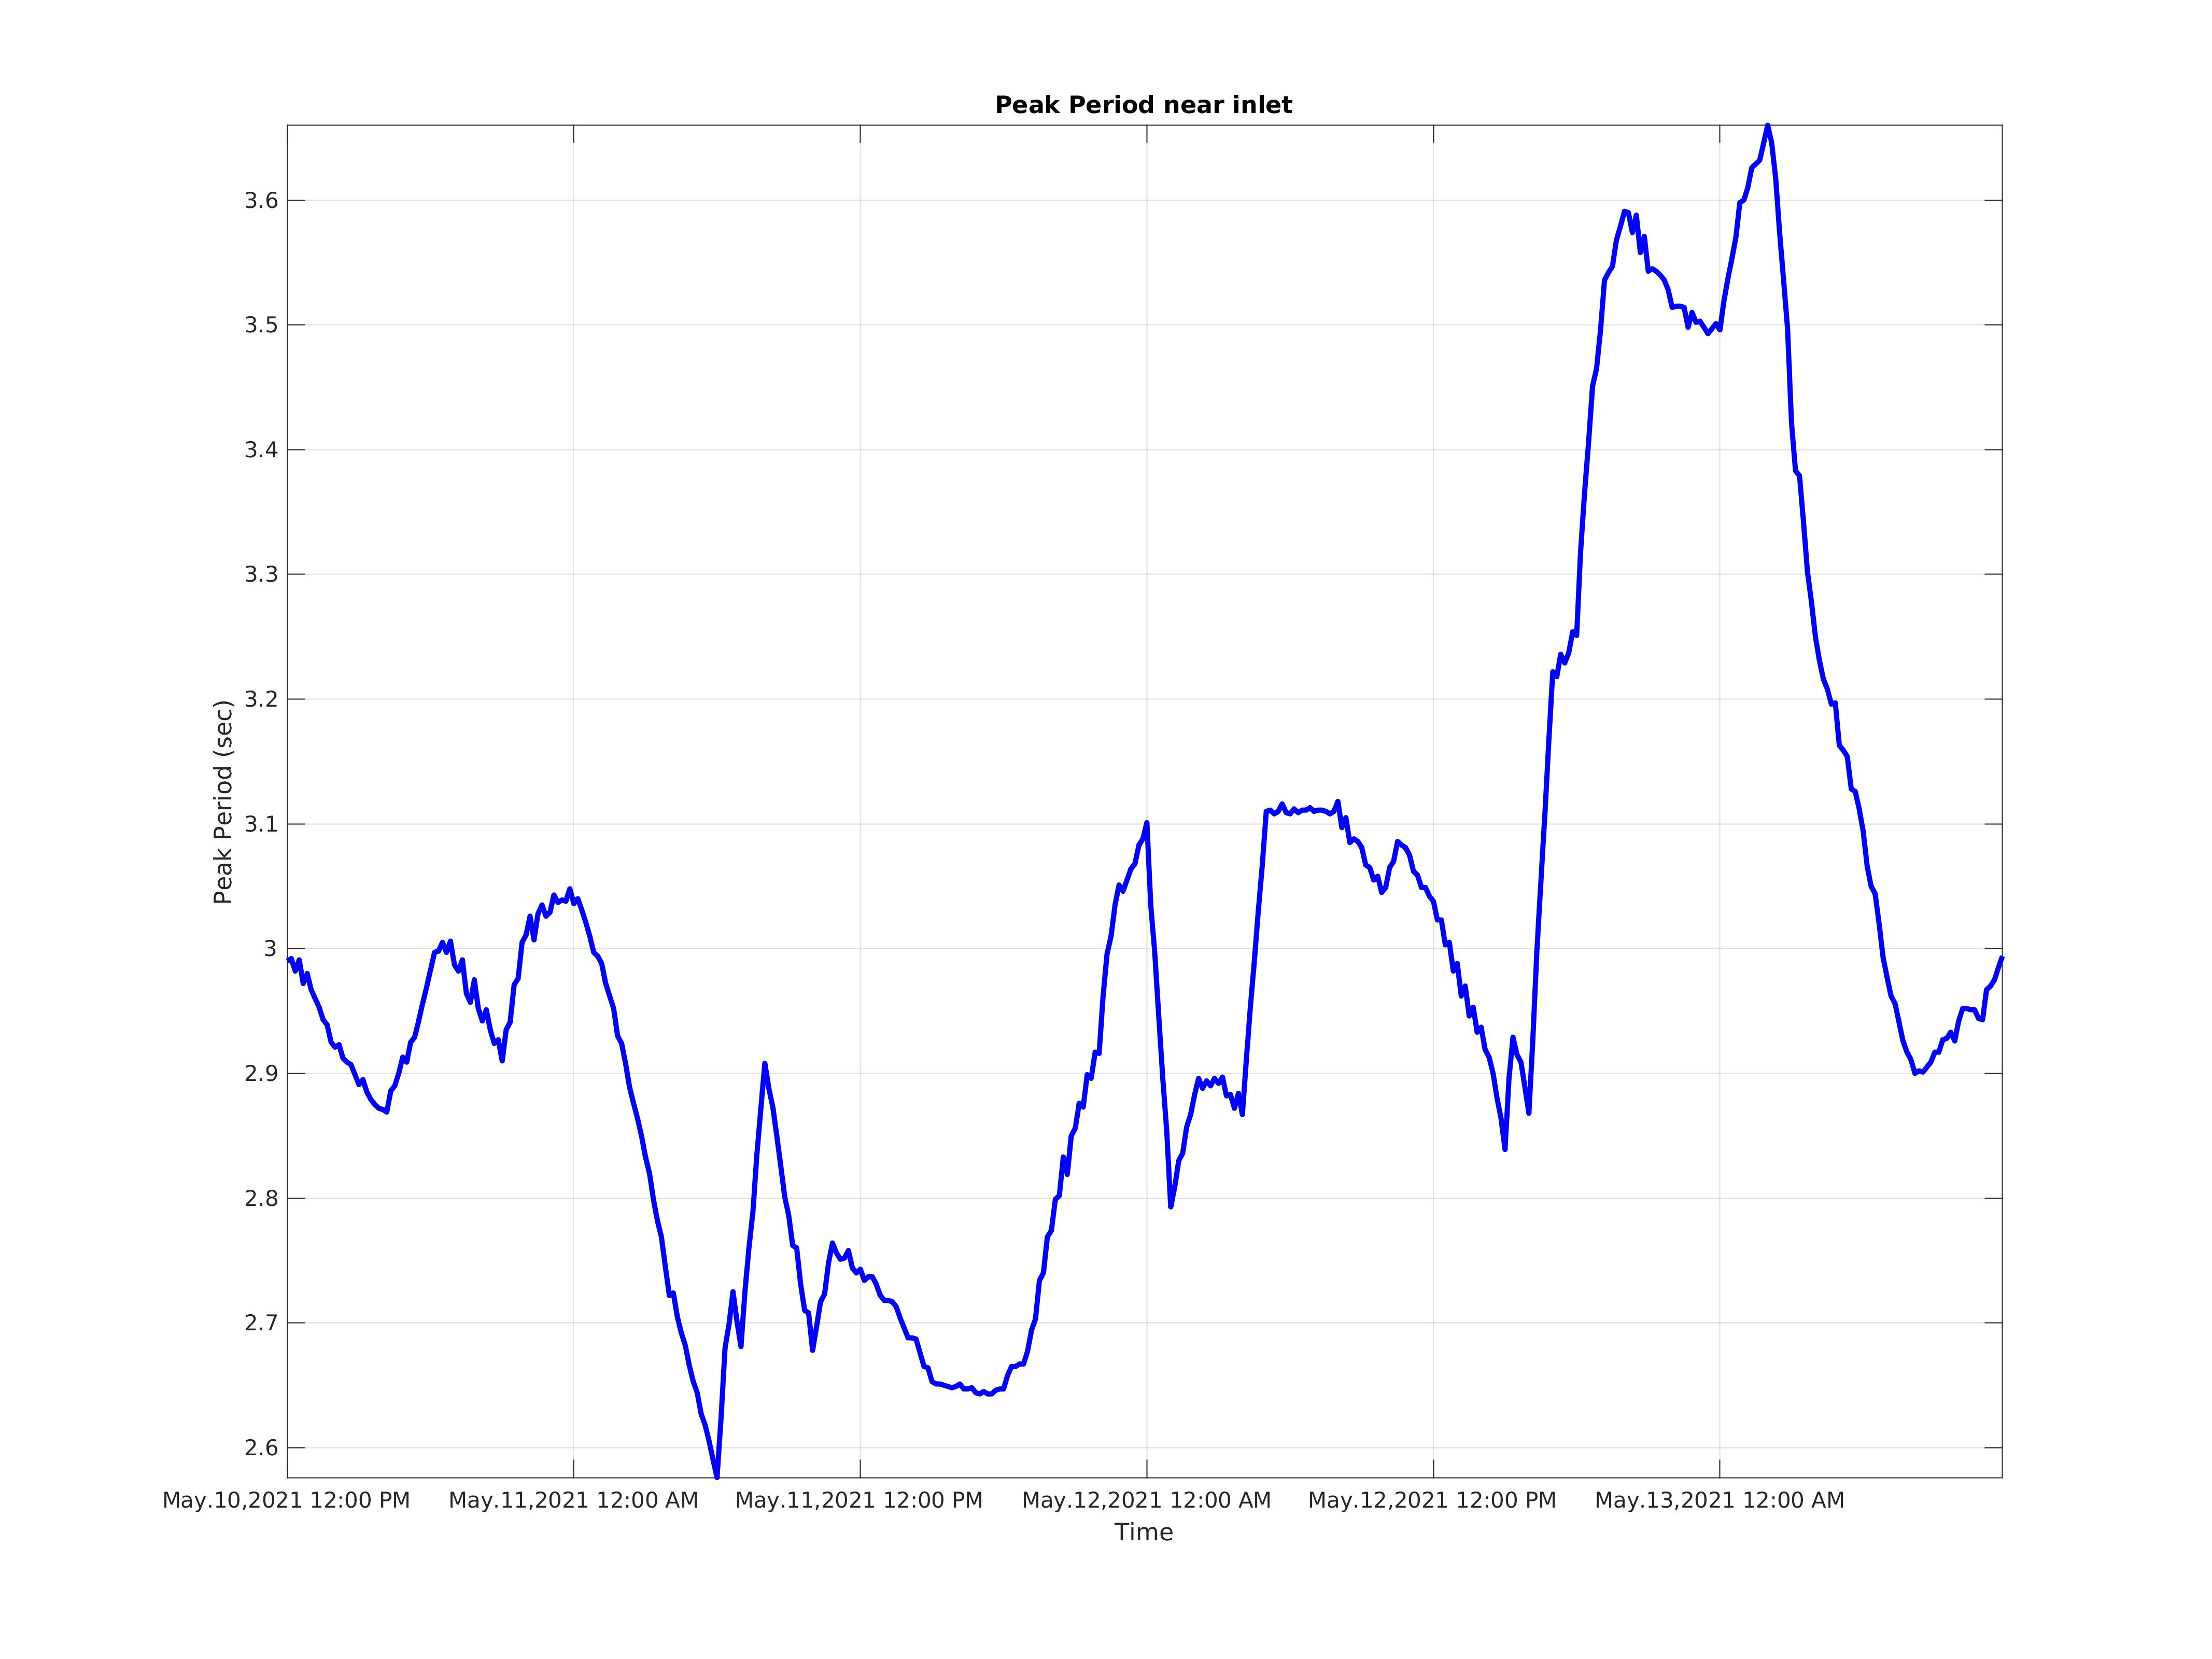 Peak Period near inlet
3.6
3.5
3.4
3.3
3.2
3.1
3
2.9
2.8
2.7
2.6
Peak Period (sec)
May.10,2021 12:00 PM May.11,2021 12:00 AM May.11,2021 12:00 PM May.12,2021 12:00 AM May.12,2021 12:00 PM May.13,2021 12:00 AM
Time